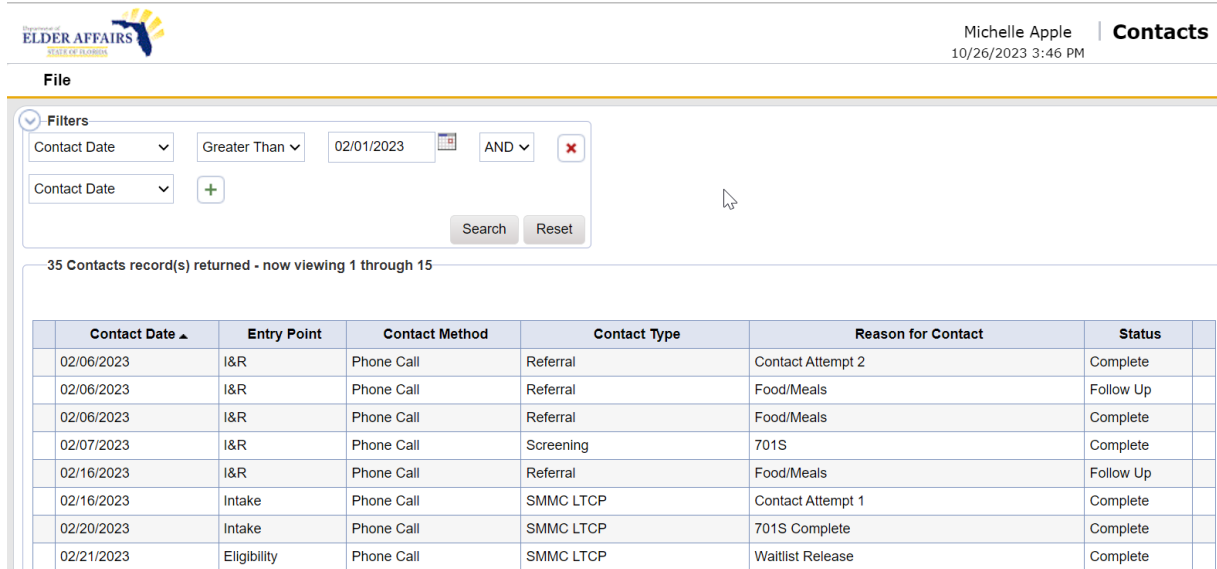 Department of
ELDER AFFAIRS
STATE OF FLORIDA
Michelle Apple
10/26/2023 3:46 PM
Contacts
File
Filters
Contact Date Greater Than 02/01/2023 AND
Contact Date
Search Reset
35 Contacts record(s) returned - now viewing 1 through 15
Contact Date Entry Point Contact Method Contact Type Reason for Contact Status
02/06/2023 I&R Phone Call Referral Contact Attempt 2 Complete
02/06/2023 I&R Phone Call Referral Food/Meals Follow Up
02/06/2023 I&R Phone Call Referral Food/Meals Complete
02/07/2023 I&R Phone Call Screening 701S Complete
02/16/2023 I&R Phone Call Referral Food/Meals Follow Up
02/16/2023 Intake Phone Call SMMC LTCP Contact Attempt 1 Complete
02/20/2023 Intake Phone Call SMMC LTCP 701S Complete Complete
02/21/2023 Eligibility Phone Call SMMC LTCP Waitlist Release Complete